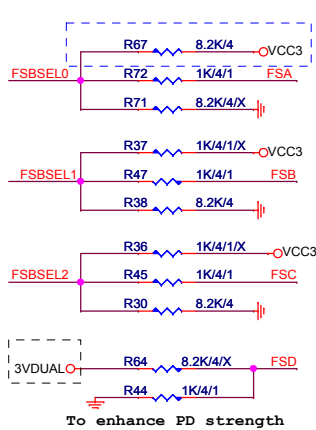 R67 8.2K/4 VCC3
FSBSEL0 R72 1K/4/1 FSA
R71 8.2K/4/X
R37 1K/4/1/X VCC3
FSBSEL1 R47 1K/4/1 FSB
R38 8.2K/4
R36 1K/4/1/X VCC3
FSBSEL2 R45 1K/4/1 FSC
R30 8.2K/4
3VDUAL R64 8.2K/4/X FSD
R44 1K/4/1
To enhance PD strength